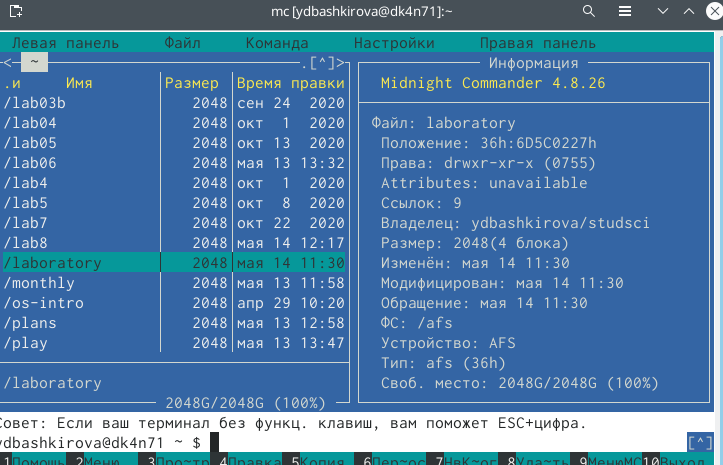 mc [ydbashkirova@dk4n71]:~
Левая панель Файл Команда Настройки Правая панель
<— ~ .[^]>
.и Имя Размер Время правки
/lab03b 2048 сен 24 2020
/lab04 2048 окт 1 2020
/lab05 2048 окт 13 2020
/lab06 2048 мая 13 13:32
/lab4 2048 окт 1 2020
/lab5 2048 окт 8 2020
/lab7 2048 окт 22 2020
/lab8 2048 мая 14 12:17
/laboratory 2048 мая 14 11:30
/monthly 2048 мая 13 11:58
/os-intro 2048 апр 29 10:20
/plans 2048 мая 13 12:58
/play 2048 мая 13 13:47
/laboratory
2048G/2048G (100%)
Информация
Midnight Commander 4.8.26
Файл: laboratory
Положение: 36h:6D5C0227h
Права: drwxr-xr-x (0755)
Attributes: unavailable
Ссылок: 9
Владелец: ydbashkirova/studsci
Размер: 2048(4 блока)
Изменён: мая 14 11:30
Модифицирован: мая 14 11:30
Обращение: мая 14 11:30
ФС: /afs
Устройство: AFS
Тип: afs (36h)
Своб. место: 2048G/2048G (100%)
Совет: Если ваш терминал без функц. клавиш, вам поможет ESC+цифра.
ydbashkirova@dk4n71 ~ $ [^]
1Помощь 2Меню 3Про~тр 4Правка 5Копия 6Пер~ос 7НвК~ог 8Уда~ть 9МенюМС 10Выход